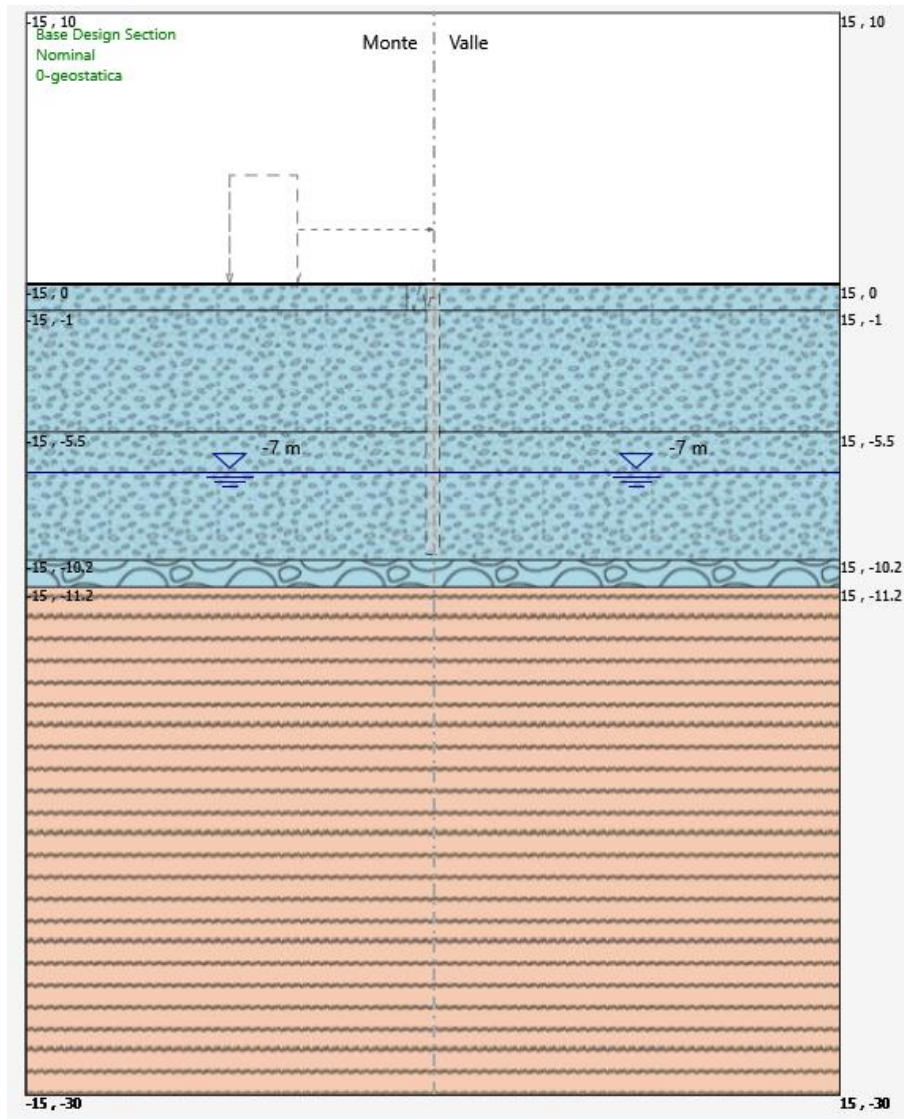 -15 , 10
15 , 10
Base Design Section
Nominal
0-geostatica
Monte
Valle
-15 , 0
15 , 0
-15 , -1
15 , -1
-15 , -5.5
15 , -5.5
-7 m
-7 m
-15 , -10.2
15 , -10.2
-15 , -11.2
15 , -11.2
-15 , -30
15 , -30